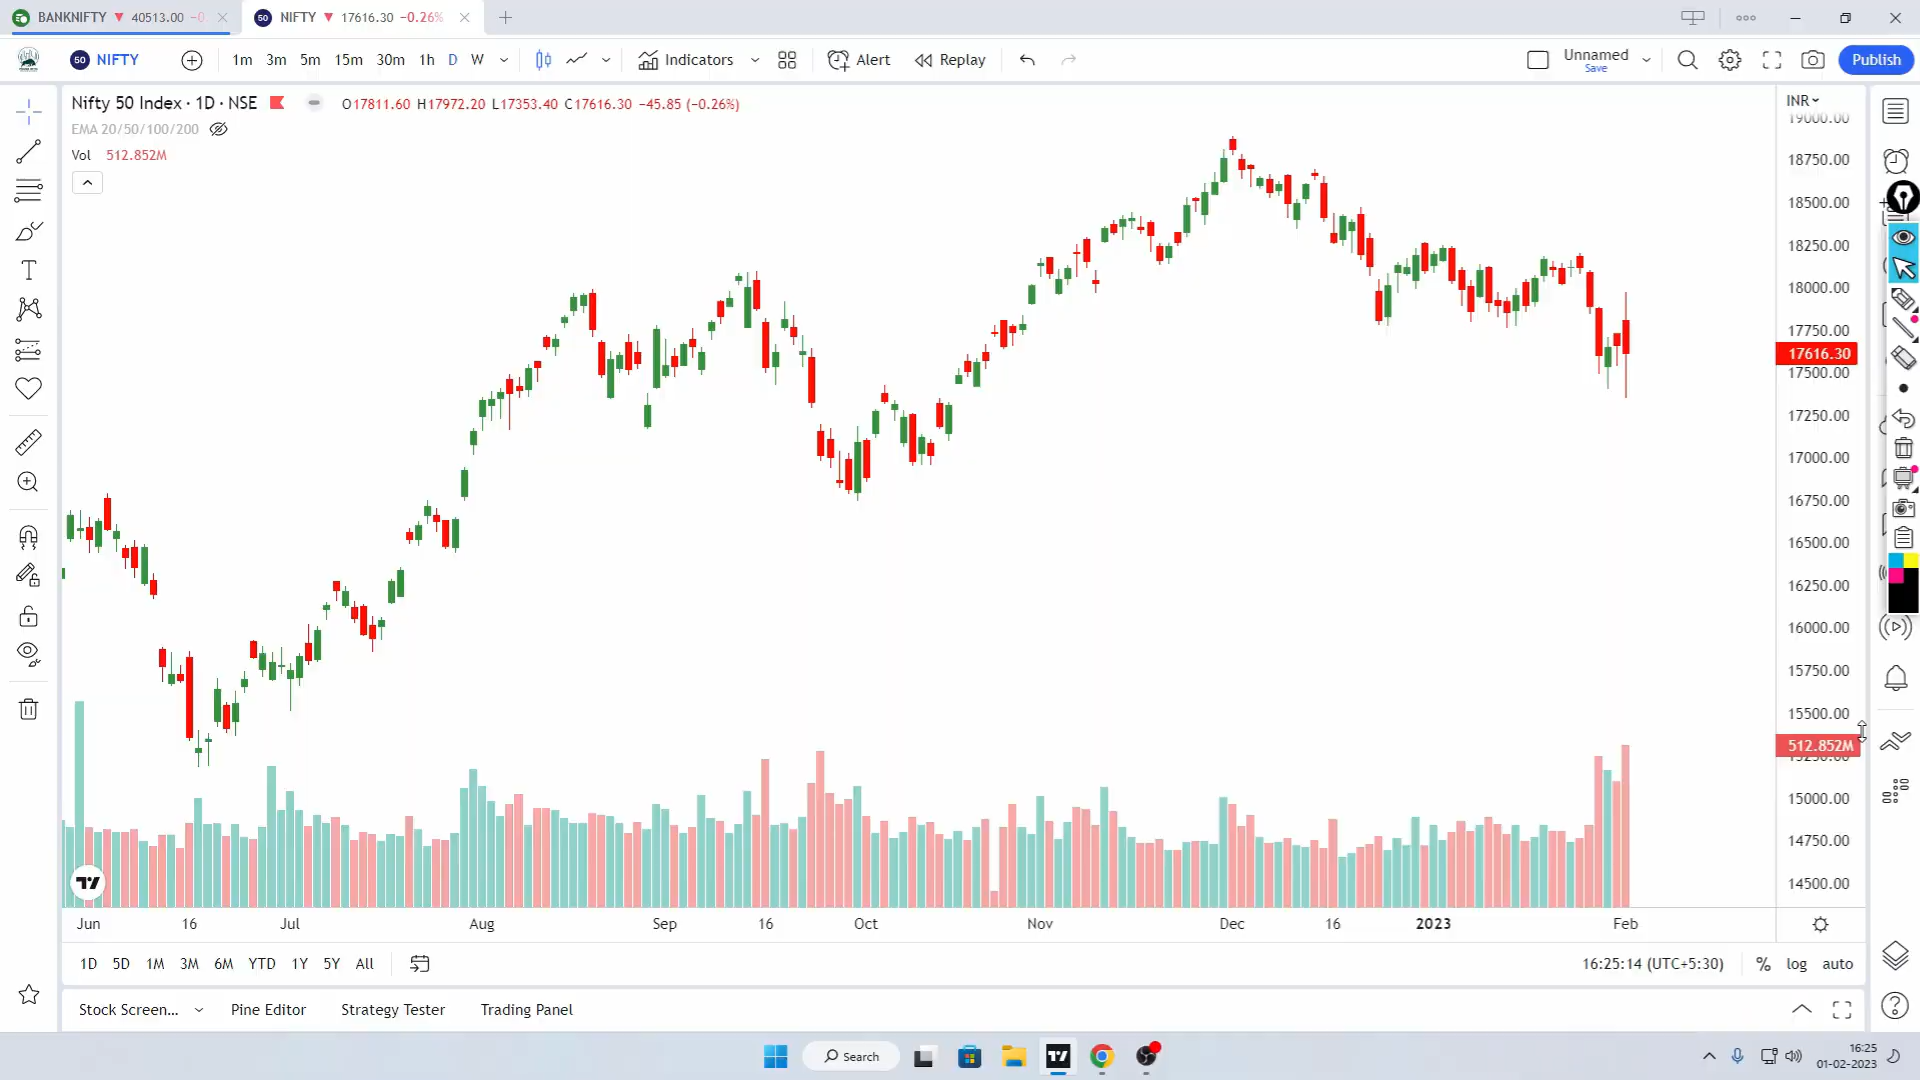 BANKNIFTY ▼ 40513.00 −0.
50 NIFTY ▼ 17616.30 −0.26%
50 NIFTY 1m 3m 5m 15m 30m 1h D W Indicators Alert Replay Unnamed Save Publish
Nifty 50 Index · 1D · NSE O17811.60 H17972.20 L17353.40 C17616.30 −45.85 (−0.26%)
INR
EMA 20/50/100/200
Vol 512.852M
19000.00
18750.00
18500.00
18250.00
18000.00
17750.00
17616.30
17500.00
17250.00
17000.00
16750.00
16500.00
16250.00
16000.00
15750.00
15500.00
512.852M
15250.00
15000.00
14750.00
14500.00
Jun 16 Jul Aug Sep 16 Oct Nov Dec 16 2023 Feb
1D 5D 1M 3M 6M YTD 1Y 5Y All 16:25:14 (UTC+5:30) % log auto
Stock Screen... Pine Editor Strategy Tester Trading Panel
Search
16:25
01-02-2023